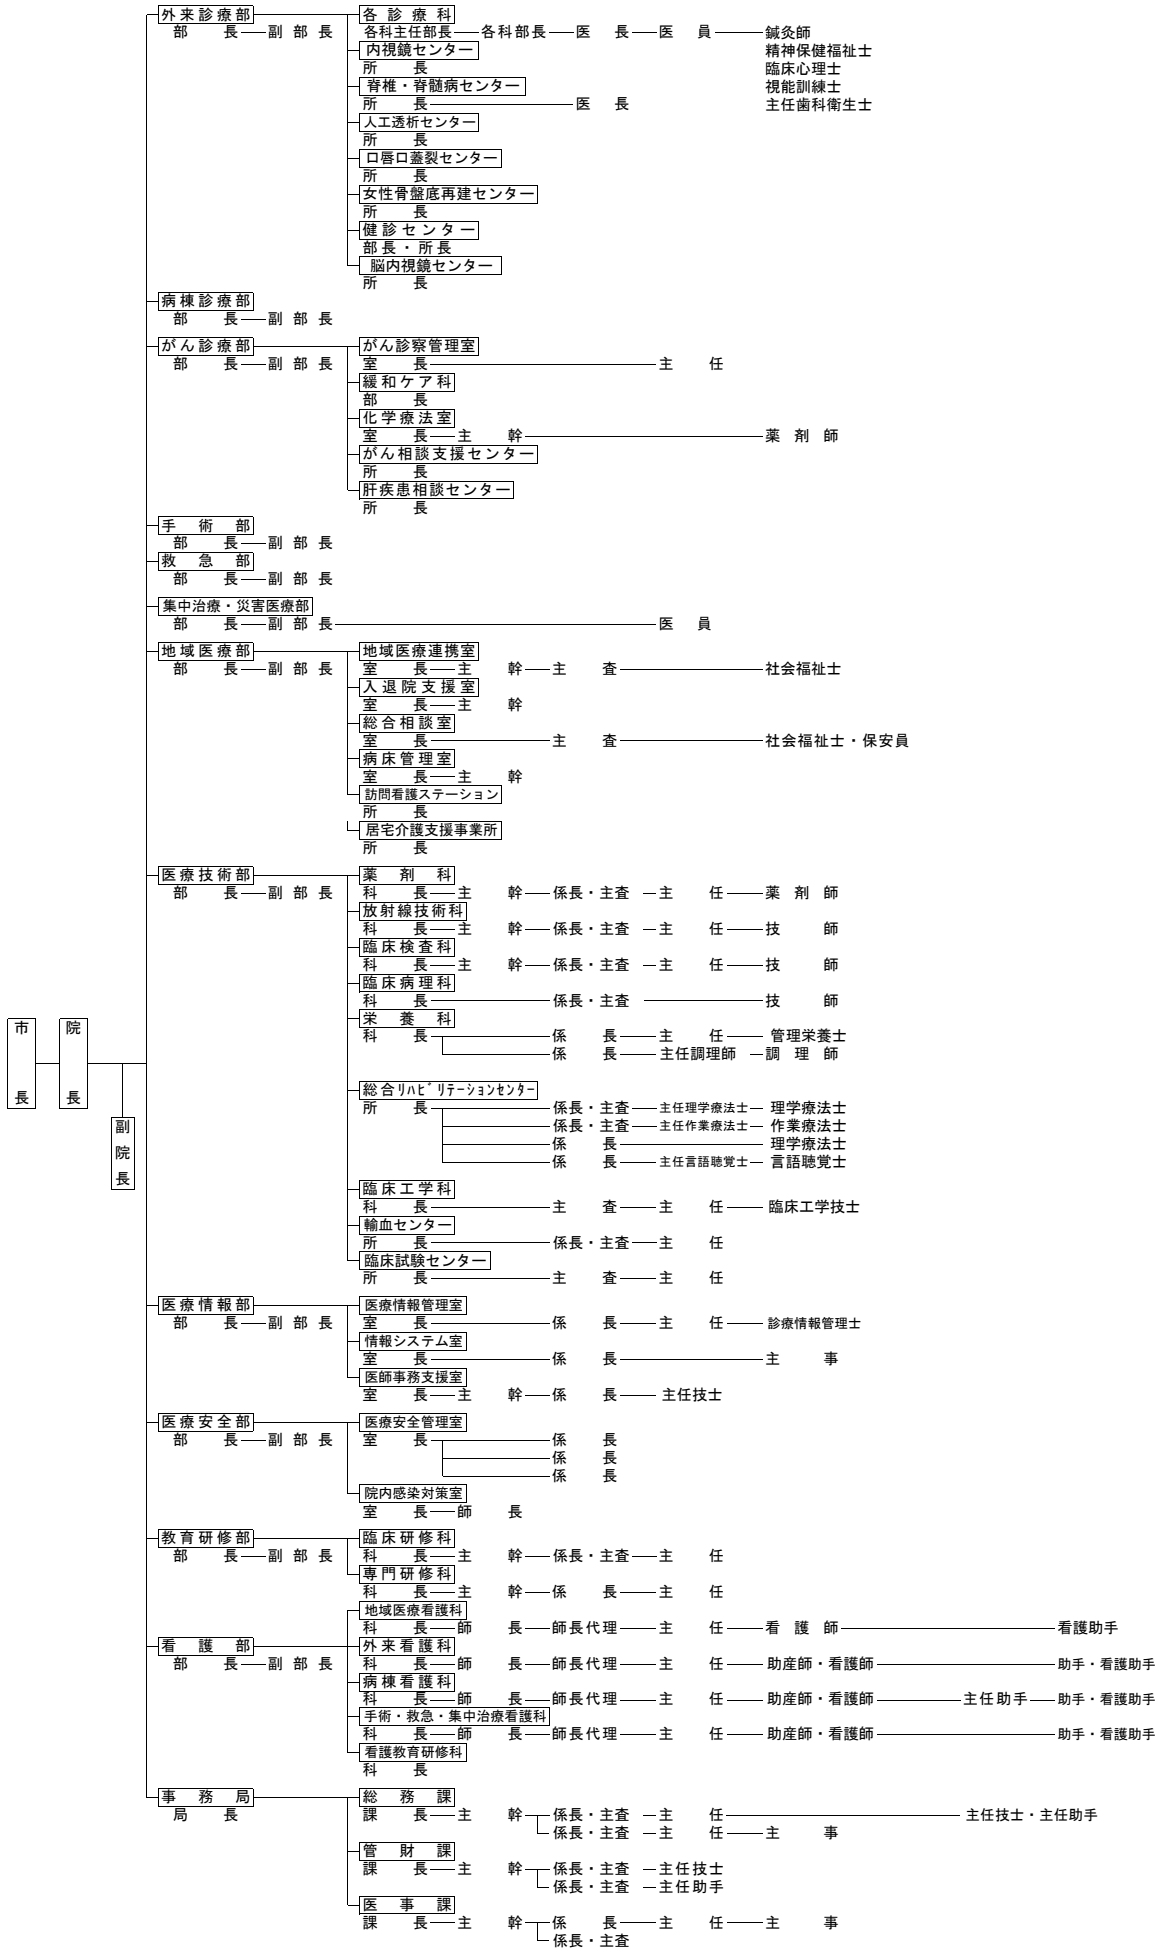 外来診療部 各診療科
部長 副部長 各科主任部長 各科部長 医長 医員 鍼灸師
内視鏡センター 精神保健福祉士
所長 臨床心理士
脊椎・脊髄病センター 視能訓練士
所長 医長 主任歯科衛生士
人工透析センター
所長
口唇口蓋裂センター
所長
女性骨盤底再建センター
所長
健診センター
部長・所長
脳内視鏡センター
所長
病棟診療部
部長 副部長
がん診療部 がん診察管理室
部長 副部長 室長 主任
緩和ケア科
部長
化学療法室
室長 主幹 薬剤師
がん相談支援センター
所長
肝疾患相談センター
所長
手術部
部長 副部長
救急部
部長 副部長
集中治療・災害医療部
部長 副部長 医員
地域医療部 地域医療連携室
部長 副部長 室長 主幹 主査 社会福祉士
入退院支援室
室長 主幹
総合相談室
室長 主査 社会福祉士・保安員
病床管理室
室長 主幹
訪問看護ステーション
所長
居宅介護支援事業所
所長
医療技術部 薬剤科
部長 副部長 科長 主幹 係長・主査 主任 薬剤師
放射線技術科
科長 主幹 係長・主査 主任 技師
臨床検査科
科長 主幹 係長・主査 主任 技師
臨床病理科
科長 係長・主査 技師
栄養科
科長 係長 主任 管理栄養士
係長 主任調理師 調理師
市長 院長
副院長
総合ﾘﾊﾋﾞﾘﾃｰｼｮﾝｾﾝﾀｰ
所長 係長・主査 主任理学療法士 理学療法士
係長・主査 主任作業療法士 作業療法士
係長 理学療法士
係長 主任言語聴覚士 言語聴覚士
臨床工学科
科長 主査 主任 臨床工学技士
輸血センター
所長 係長・主査 主任
臨床試験センター
所長 主査 主任
医療情報部 医療情報管理室
部長 副部長 室長 係長 主任 診療情報管理士
情報システム室
室長 係長 主事
医師事務支援室
室長 主幹 係長 主任技士
医療安全部 医療安全管理室
部長 副部長 室長 係長
係長
係長
院内感染対策室
室長 師長
教育研修部 臨床研修科
部長 副部長 科長 主幹 係長・主査 主任
専門研修科
科長 主幹 係長 主任
地域医療看護科
科長 師長 師長代理 主任 看護師 看護助手
看護部 外来看護科
部長 副部長 科長 師長 師長代理 主任 助産師・看護師 助手・看護助手
病棟看護科
科長 師長 師長代理 主任 助産師・看護師 主任助手 助手・看護助手
手術・救急・集中治療看護科
科長 師長 師長代理 主任 助産師・看護師 助手・看護助手
看護教育研修科
科長
事務局 総務課
局長 課長 主幹 係長・主査 主任 主任技士・主任助手
係長・主査 主任 主事
管財課
課長 主幹 係長・主査 主任技士
係長・主査 主任助手
医事課
課長 主幹 係長 主任 主事
係長・主査